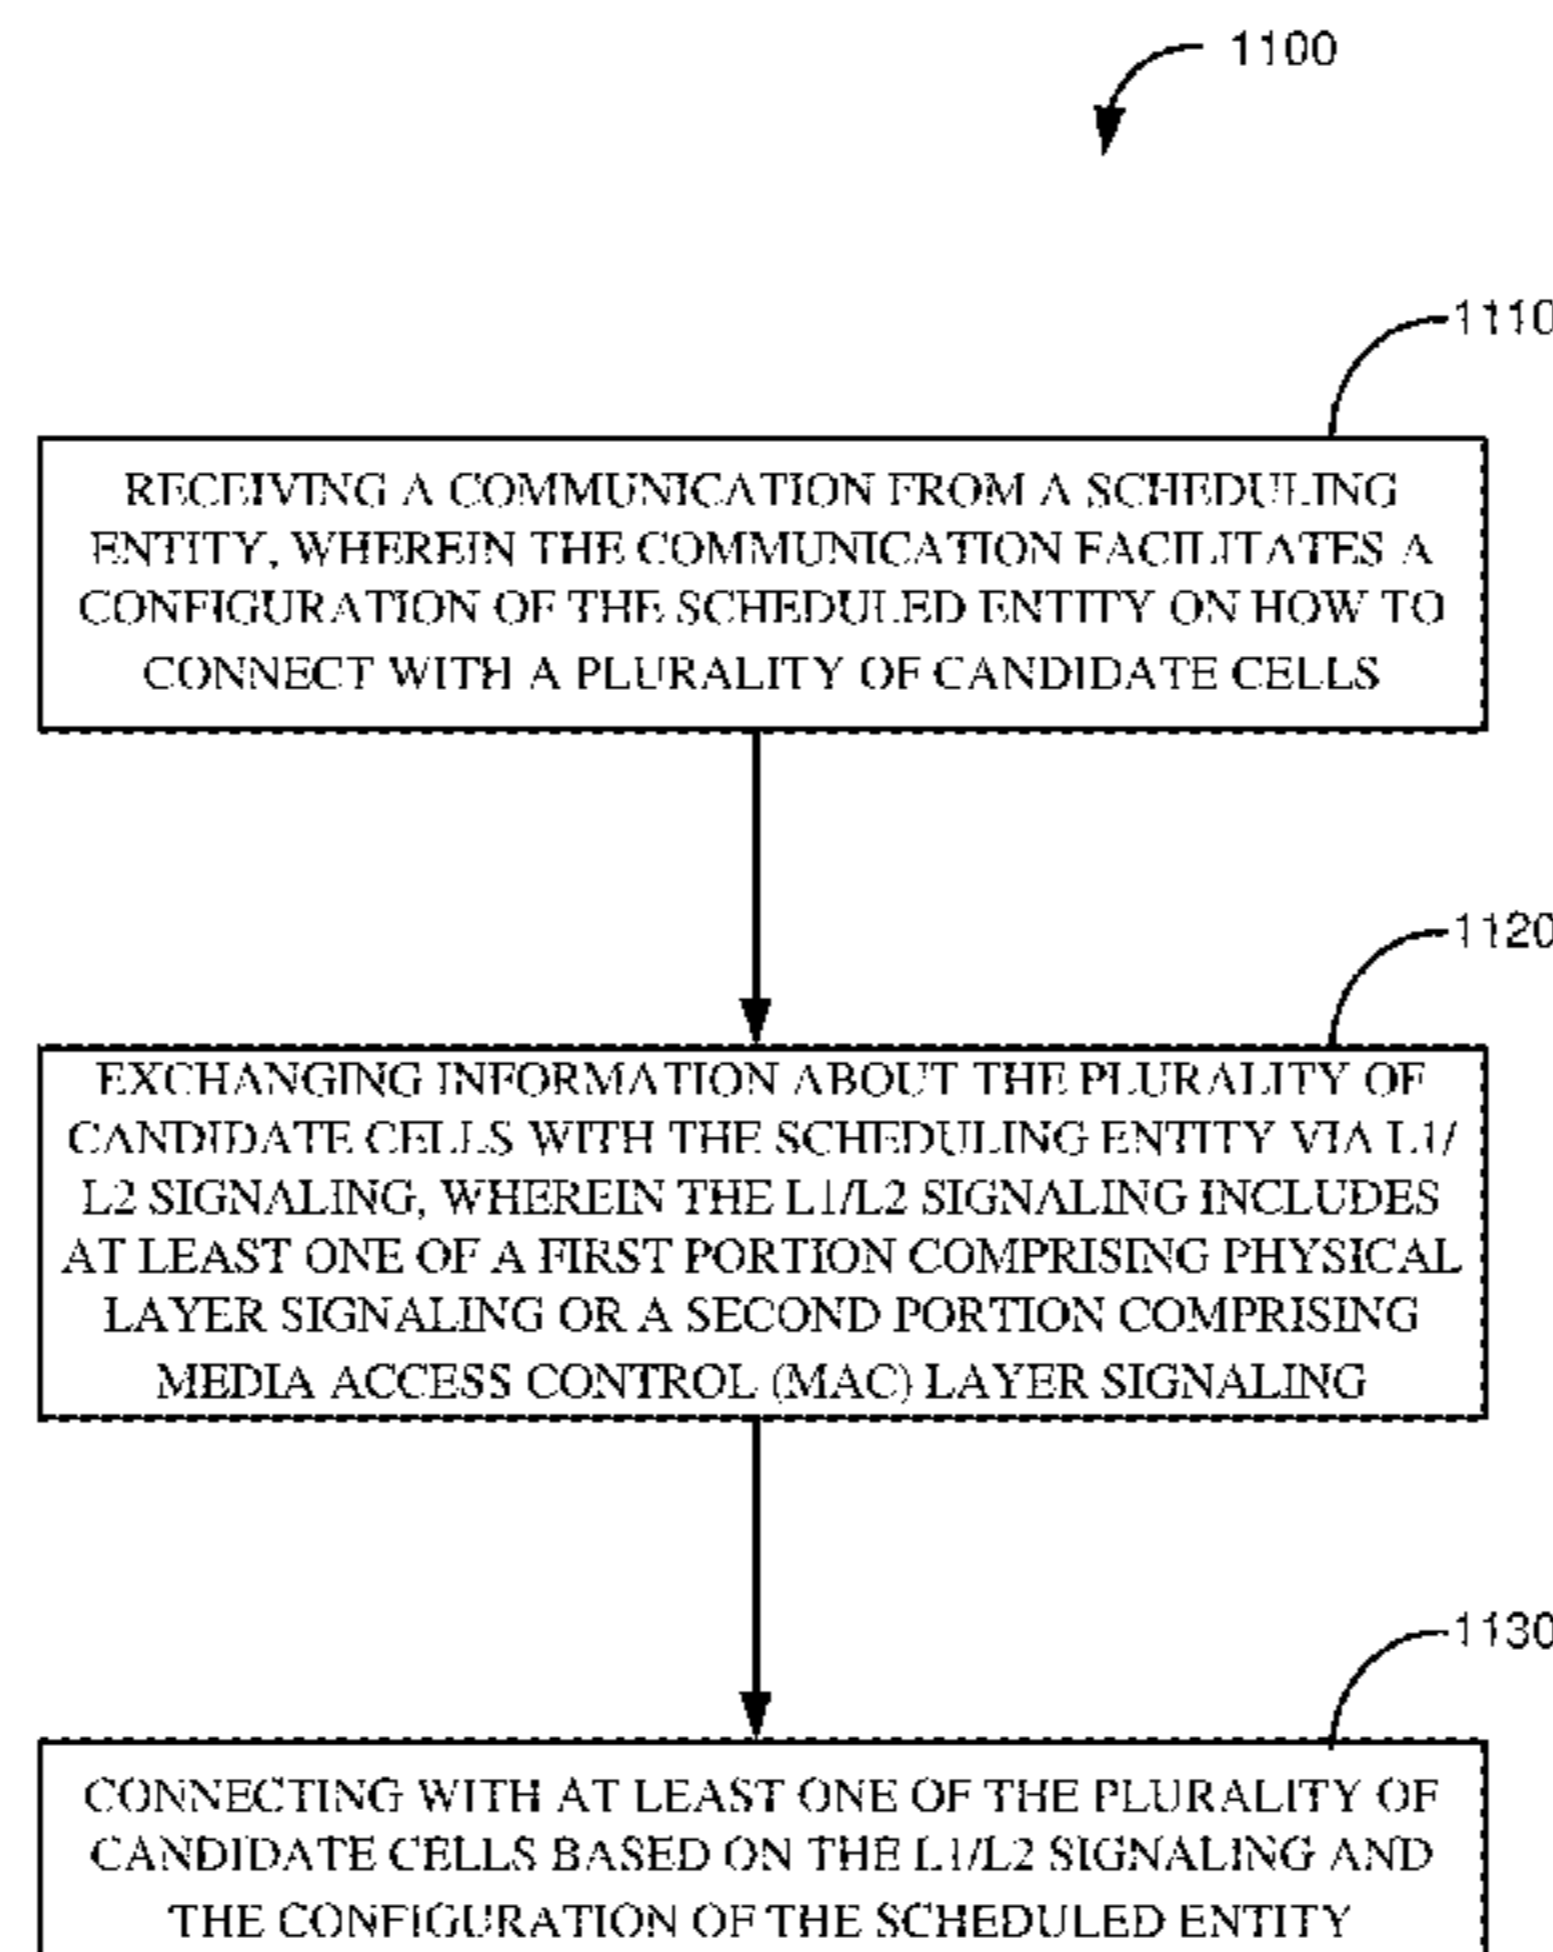 1100
1110
RECEIVING A COMMUNICATION FROM A SCHEDULING
ENTITY, WHEREIN THE COMMUNICATION FACILITATES A
CONFIGURATION OF THE SCHEDULED ENTITY ON HOW TO
CONNECT WITH A PLURALITY OF CANDIDATE CELLS
1120
EXCHANGING INFORMATION ABOUT THE PLURALITY OF
CANDIDATE CELLS WITH THE SCHEDULING ENTITY VIA L1/
L2 SIGNALING, WHEREIN THE L1/L2 SIGNALING INCLUDES
AT LEAST ONE OF A FIRST PORTION COMPRISING PHYSICAL
LAYER SIGNALING OR A SECOND PORTION COMPRISING
MEDIA ACCESS CONTROL (MAC) LAYER SIGNALING
1130
CONNECTING WITH AT LEAST ONE OF THE PLURALITY OF
CANDIDATE CELLS BASED ON THE L1/L2 SIGNALING AND
THE CONFIGURATION OF THE SCHEDULED ENTITY